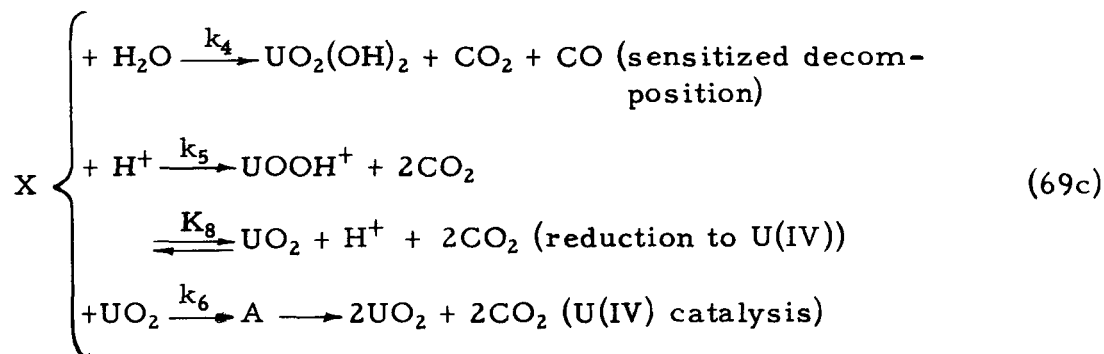 + H₂O —k₄→ UO₂(OH)₂ + CO₂ + CO (sensitized decom-
position)
+ H⁺ —k₅→ UOOH⁺ + 2CO₂
X { (69c)
⇌K₈ UO₂ + H⁺ + 2CO₂ (reduction to U(IV))
+UO₂ —k₆→ A ⟶ 2UO₂ + 2CO₂ (U(IV) catalysis)